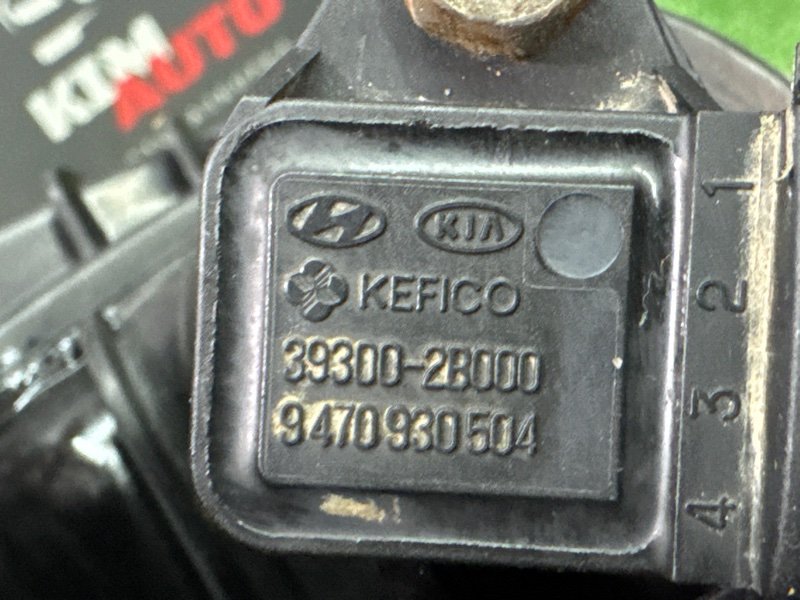 KIM
AUTO
KIA
KEFICO
39300-2B000
9470930504
1
2
3
4